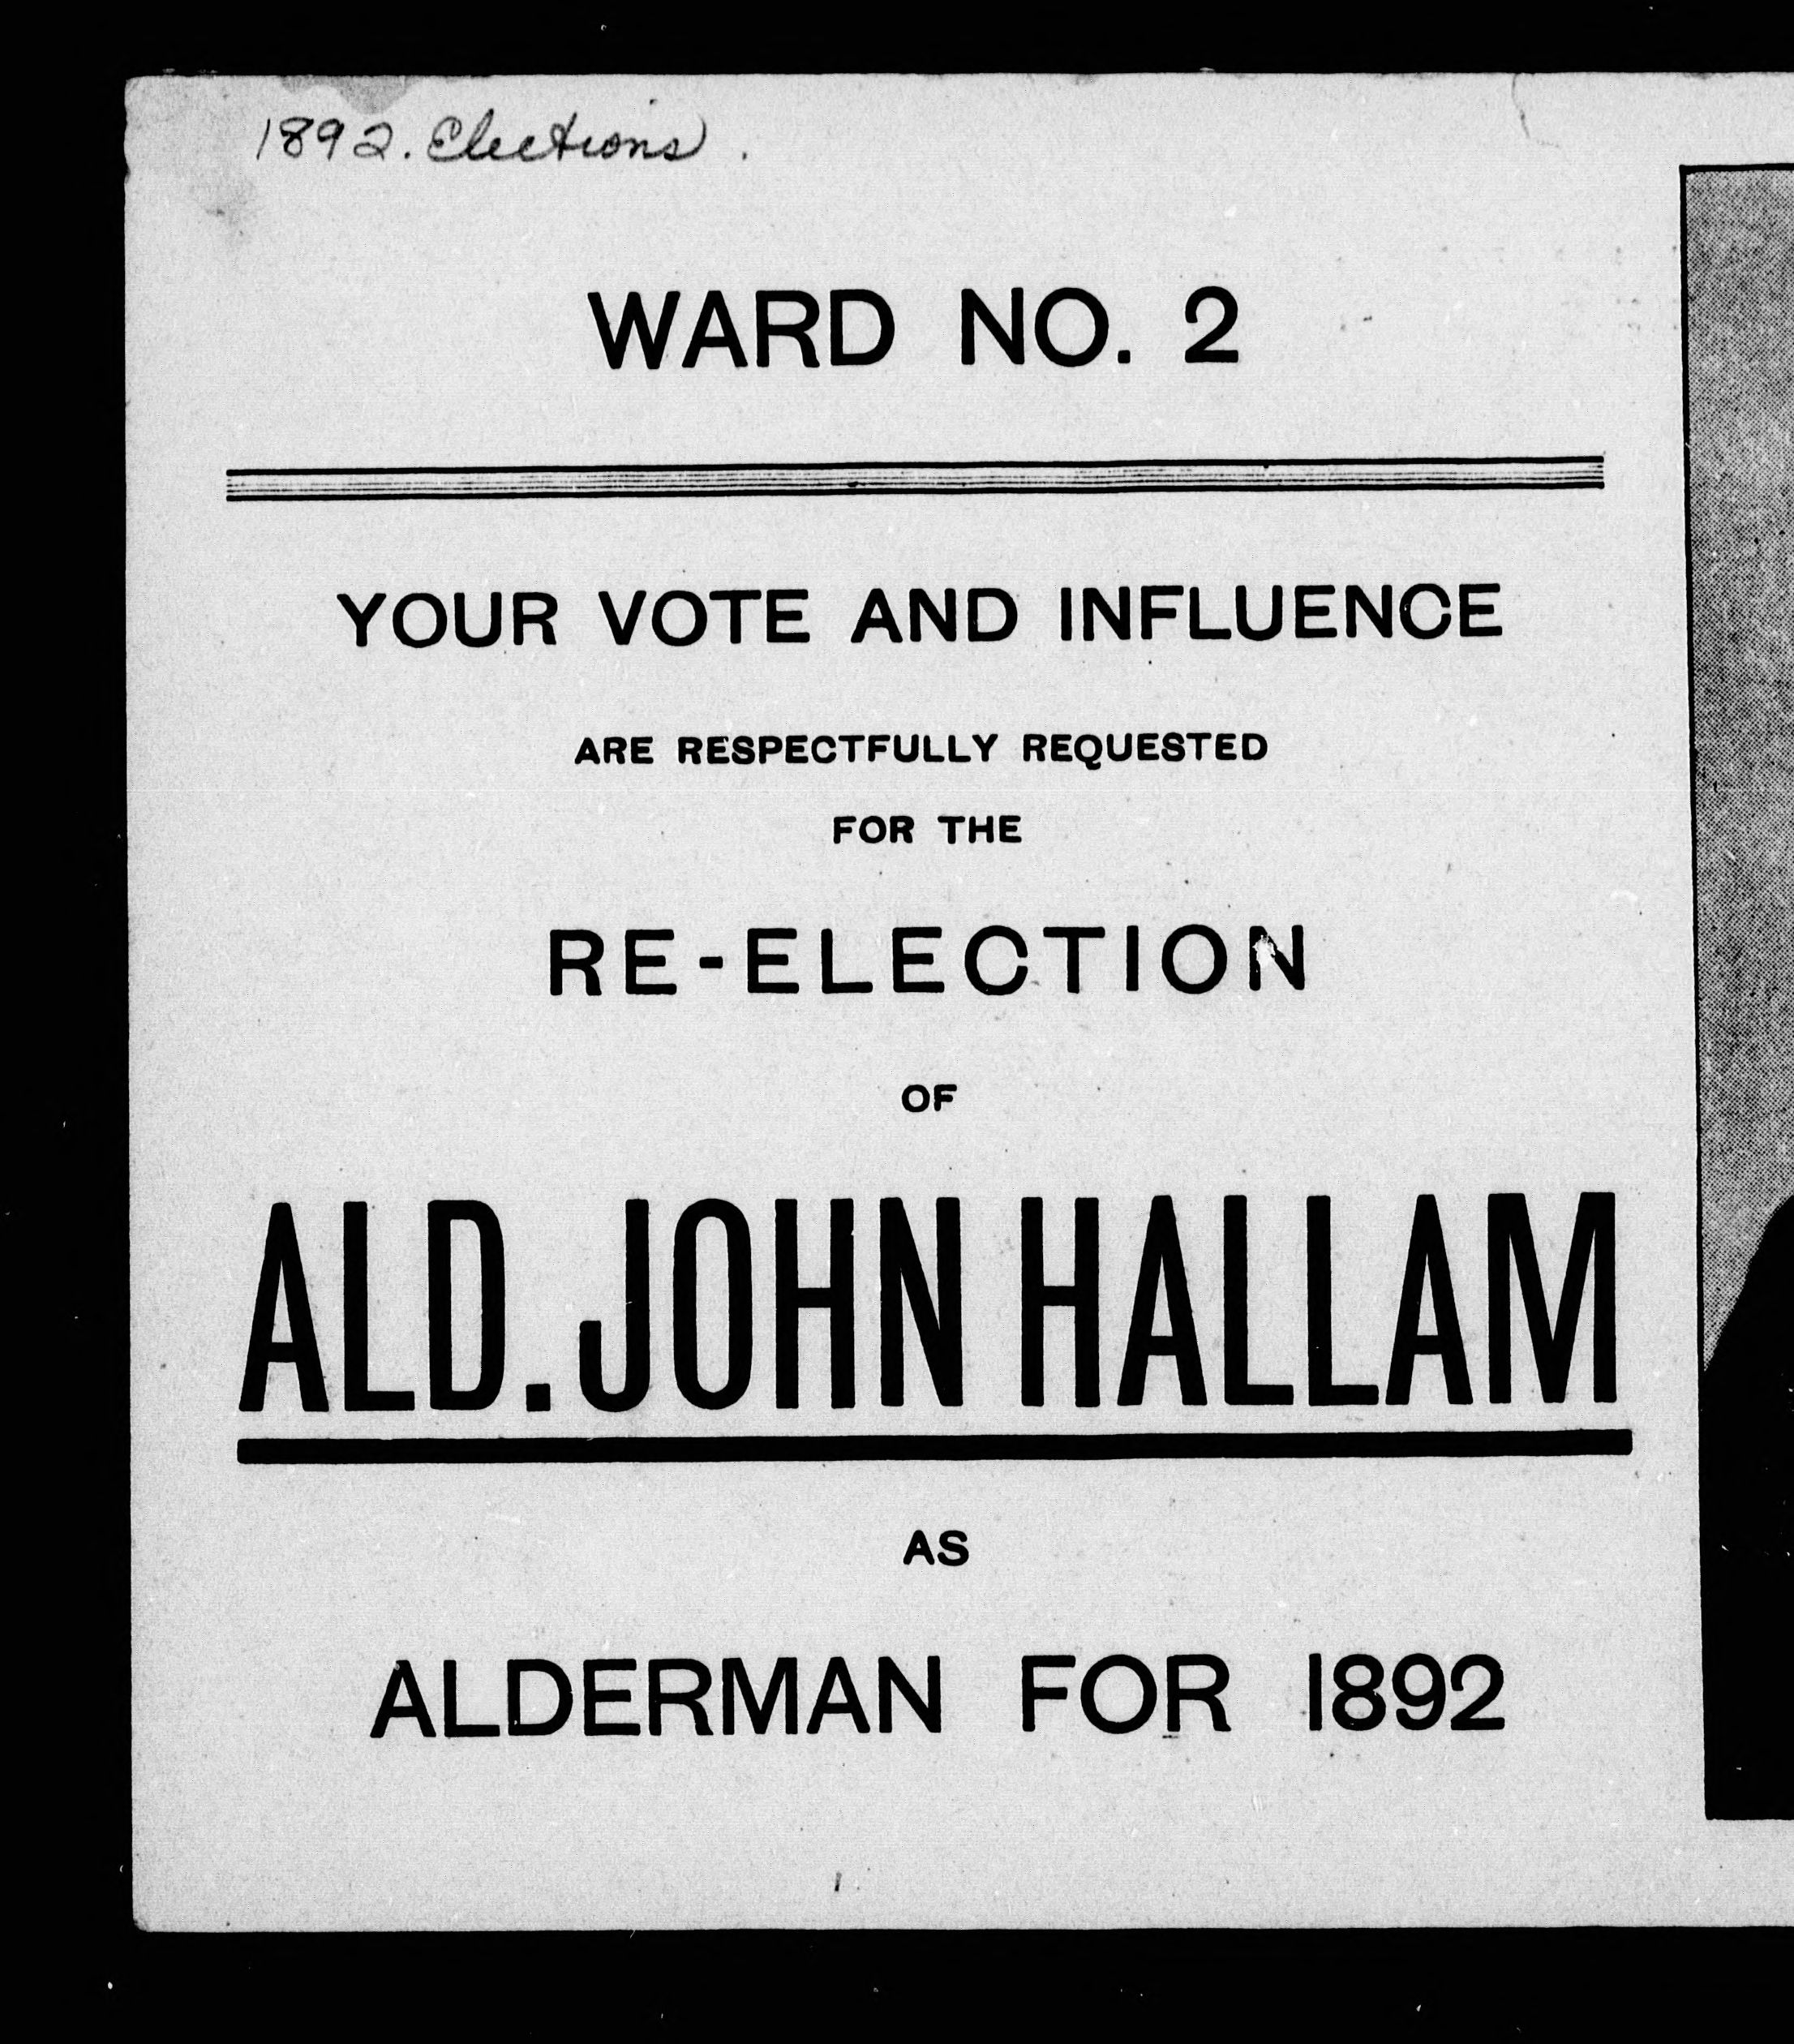 1892. Elections.
WARD NO. 2
YOUR VOTE AND INFLUENCE
ARE RESPECTFULLY REQUESTED
FOR THE
RE-ELECTION
OF
ALD. JOHN HALLAM
AS
ALDERMAN FOR 1892